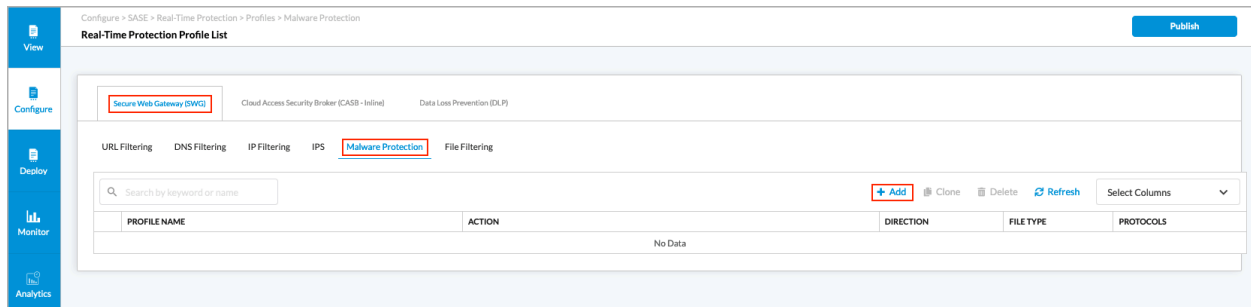 Configure > SASE > Real-Time Protection > Profiles > Malware Protection
Real-Time Protection Profile List
Publish
View
Configure
Deploy
Monitor
Analytics
Secure Web Gateway (SWG) Cloud Access Security Broker (CASB - Inline) Data Loss Prevention (DLP)
URL Filtering DNS Filtering IP Filtering IPS Malware Protection File Filtering
Search by keyword or name + Add Clone Delete Refresh Select Columns
PROFILE NAME ACTION DIRECTION FILE TYPE PROTOCOLS
No Data